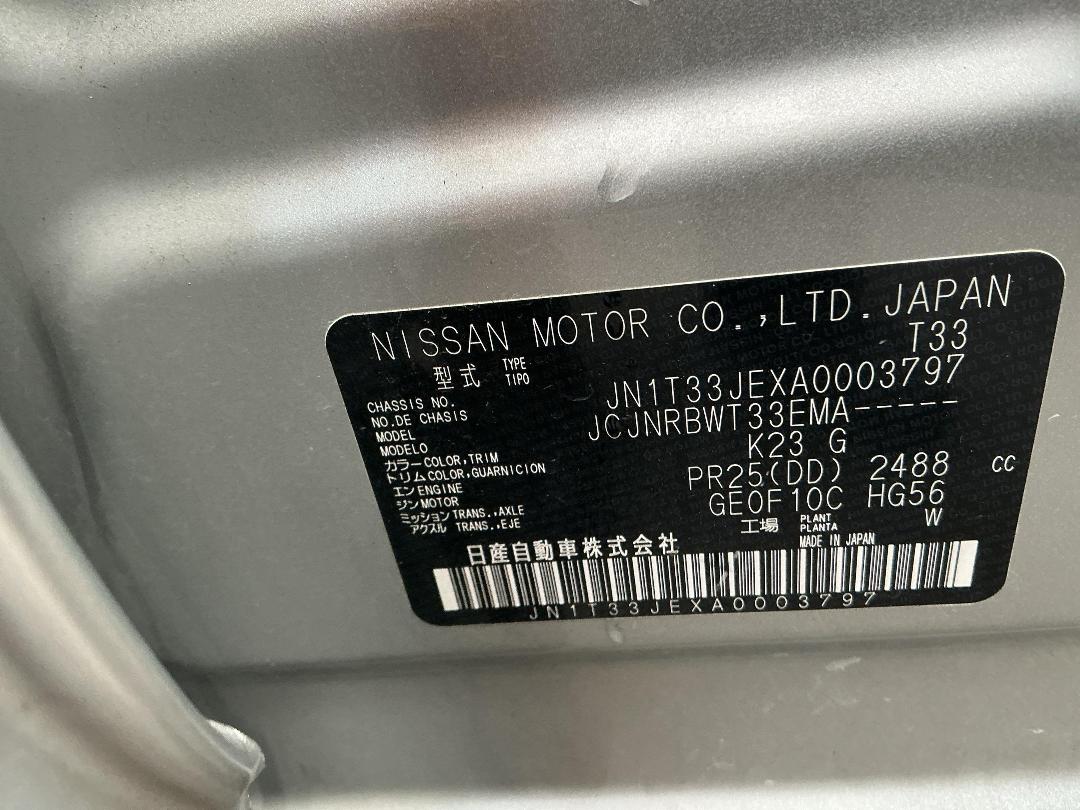 NISSAN MOTOR CO.,LTD.JAPAN
型式 TYPE TIPO T33
CHASSIS NO. NO.DE CHASIS JN1T33JEXA0003797
MODEL MODELO JCJNRBWT33EMA-----
カラー COLOR,TRIM トリム COLOR,GUARNICION K23 G
エンジン ENGINE MOTOR PR25(DD) 2488 CC
ミッション TRANS.,AXLE アクスル TRANS.,EJE GE0F10C HG56
工場 PLANT PLANTA W
日産自動車株式会社 MADE IN JAPAN
JN1T33JEXA0003797